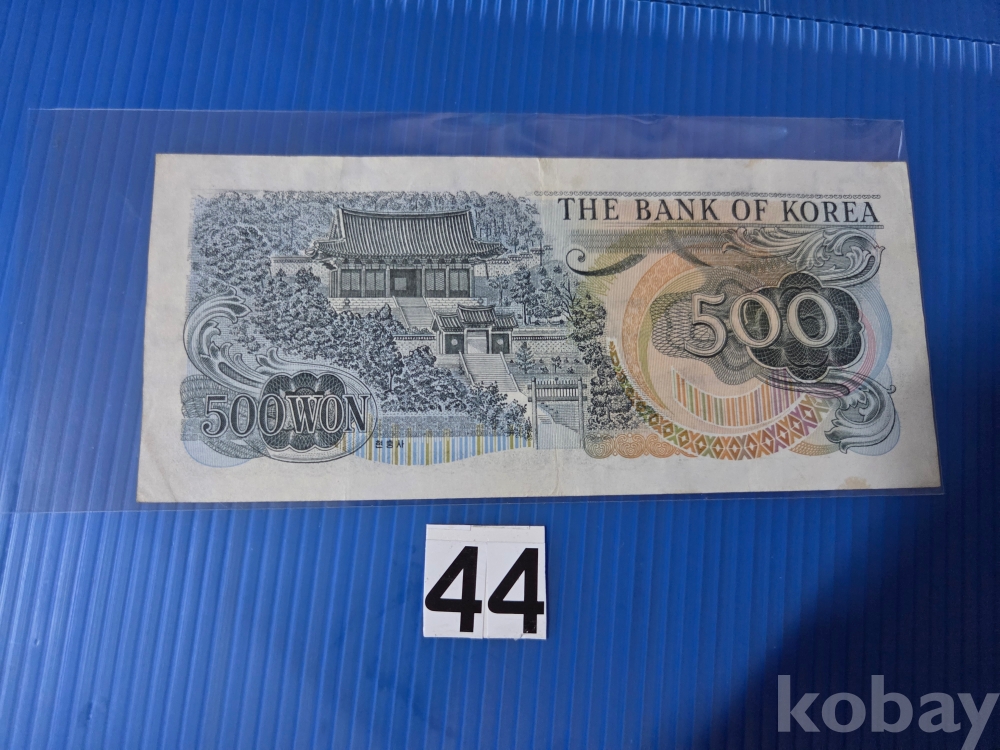 THE BANK OF KOREA
500
500 WON
현충사
44
kobay